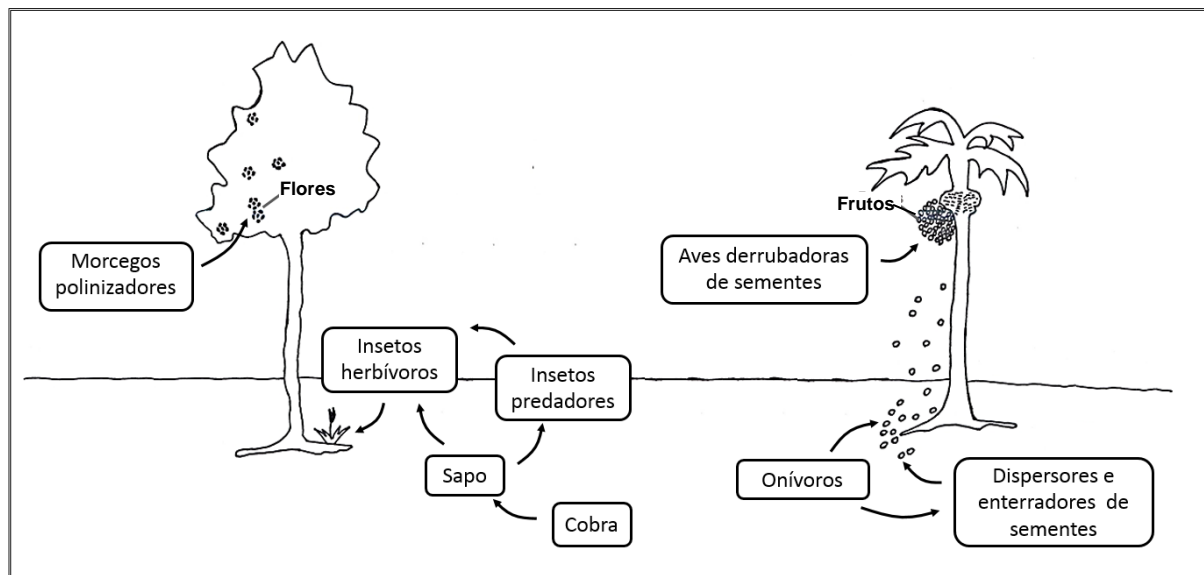 Flores
Morcegos
polinizadores
Frutos
Aves derrubadoras
de sementes
Insetos
herbívoros
Insetos
predadores
Sapo
Cobra
Onívoros
Dispersores e
enterradores de
sementes